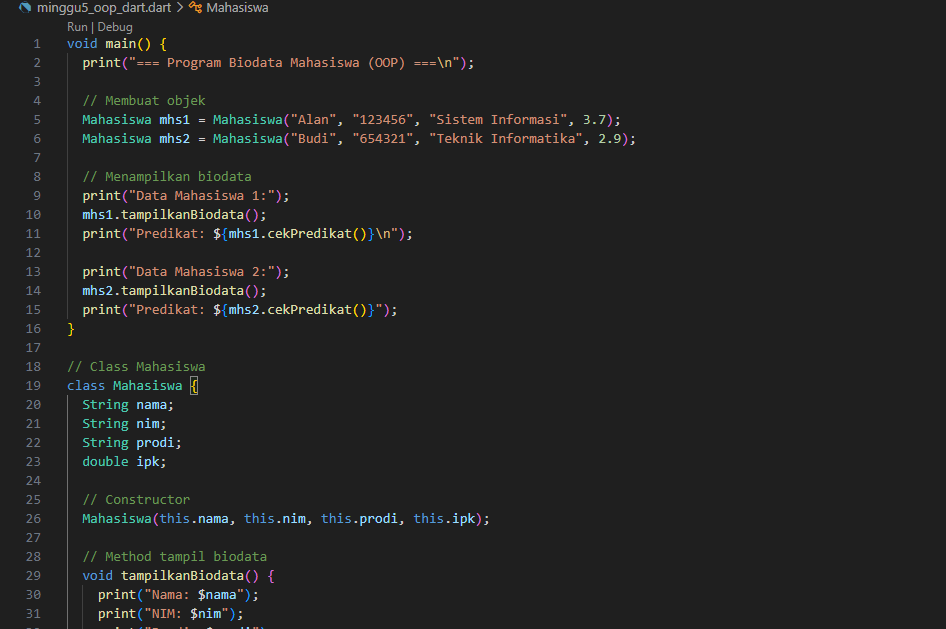 minggu5_oop_dart.dart > Mahasiswa
Run | Debug
1 void main() {
2   print("=== Program Biodata Mahasiswa (OOP) ===\n");
3
4   // Membuat objek
5   Mahasiswa mhs1 = Mahasiswa("Alan", "123456", "Sistem Informasi", 3.7);
6   Mahasiswa mhs2 = Mahasiswa("Budi", "654321", "Teknik Informatika", 2.9);
7
8   // Menampilkan biodata
9   print("Data Mahasiswa 1:");
10   mhs1.tampilkanBiodata();
11   print("Predikat: ${mhs1.cekPredikat()}\n");
12
13   print("Data Mahasiswa 2:");
14   mhs2.tampilkanBiodata();
15   print("Predikat: ${mhs2.cekPredikat()}");
16 }
17
18 // Class Mahasiswa
19 class Mahasiswa {
20   String nama;
21   String nim;
22   String prodi;
23   double ipk;
24
25   // Constructor
26   Mahasiswa(this.nama, this.nim, this.prodi, this.ipk);
27
28   // Method tampil biodata
29   void tampilkanBiodata() {
30     print("Nama: $nama");
31     print("NIM: $nim");